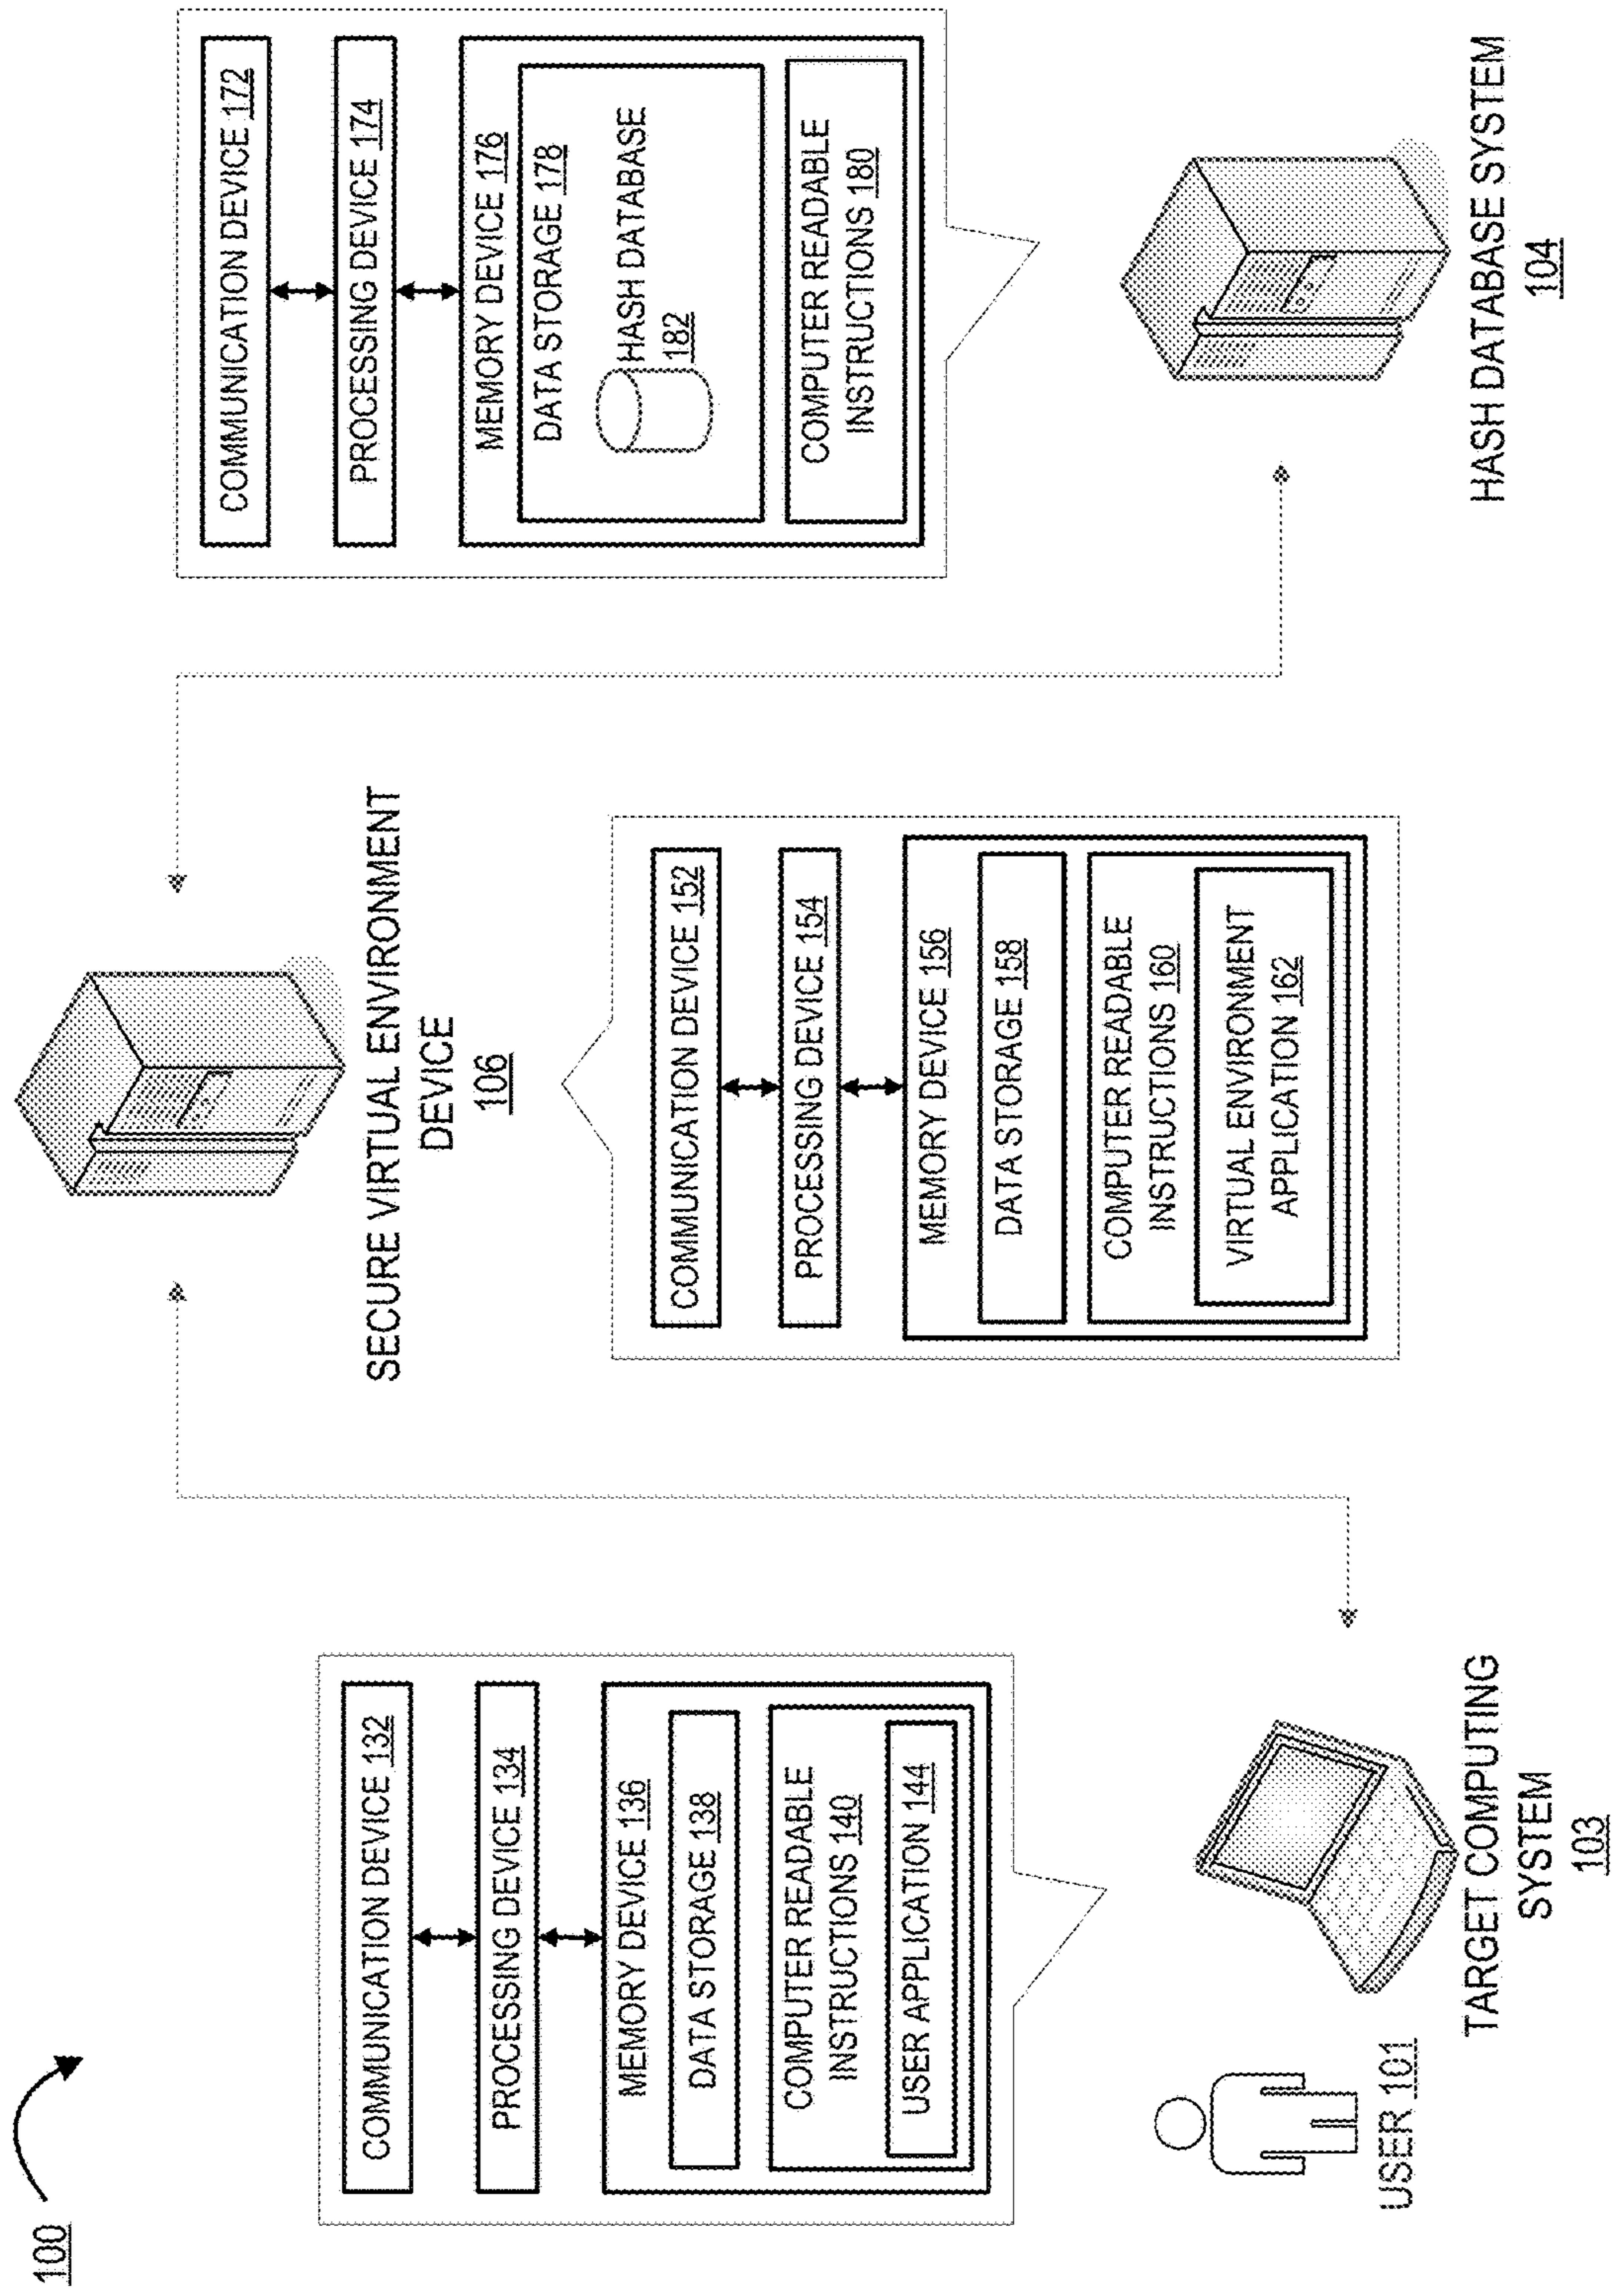 100
COMMUNICATION DEVICE 132
PROCESSING DEVICE 134
MEMORY DEVICE 136
DATA STORAGE 138
COMPUTER READABLE
INSTRUCTIONS 140
USER APPLICATION 144
USER 101
TARGET COMPUTING
SYSTEM
103
SECURE VIRTUAL ENVIRONMENT
DEVICE
106
COMMUNICATION DEVICE 152
PROCESSING DEVICE 154
MEMORY DEVICE 156
DATA STORAGE 158
COMPUTER READABLE
INSTRUCTIONS 160
VIRTUAL ENVIRONMENT
APPLICATION 162
COMMUNICATION DEVICE 172
PROCESSING DEVICE 174
MEMORY DEVICE 176
DATA STORAGE 178
HASH DATABASE
182
COMPUTER READABLE
INSTRUCTIONS 180
HASH DATABASE SYSTEM
104